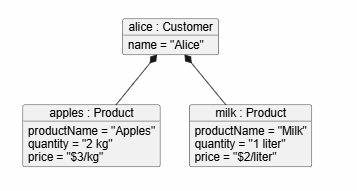 alice : Customer
name = "Alice"
apples : Product
productName = "Apples"
quantity = "2 kg"
price = "$3/kg"
milk : Product
productName = "Milk"
quantity = "1 liter"
price = "$2/liter"